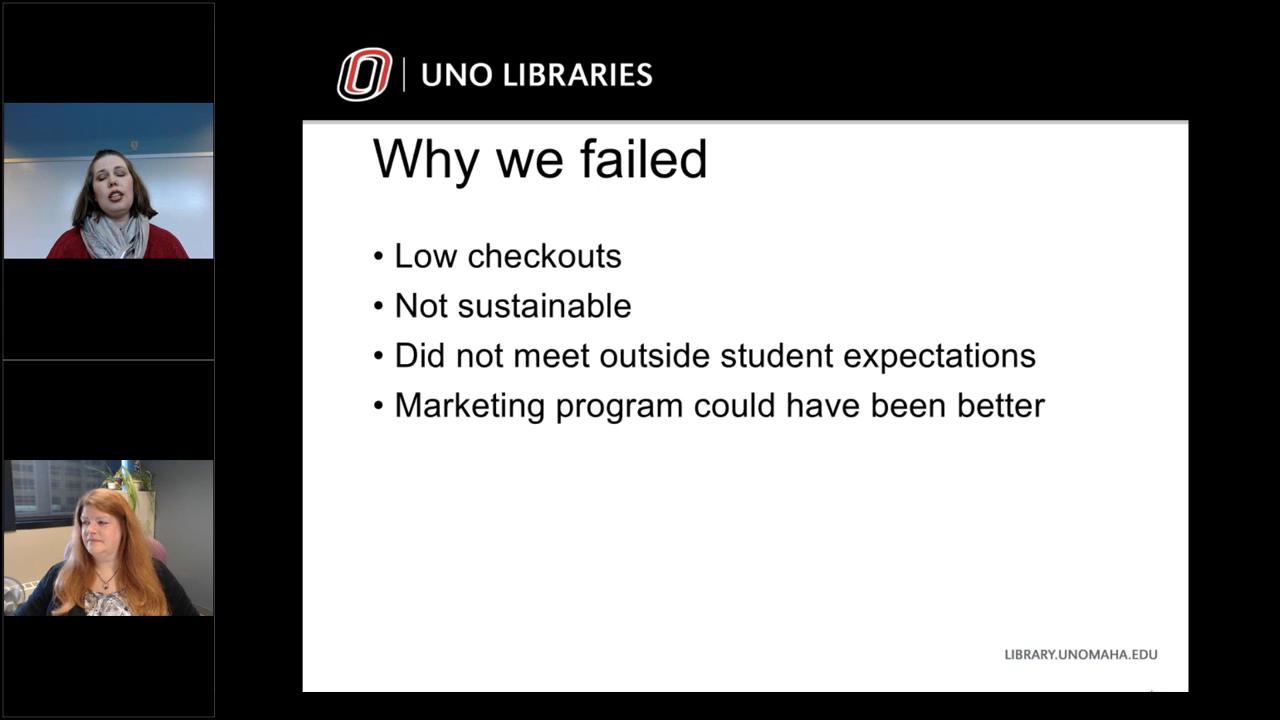 UNO LIBRARIES
Why we failed
• Low checkouts
• Not sustainable
• Did not meet outside student expectations
• Marketing program could have been better
LIBRARY.UNOMAHA.EDU